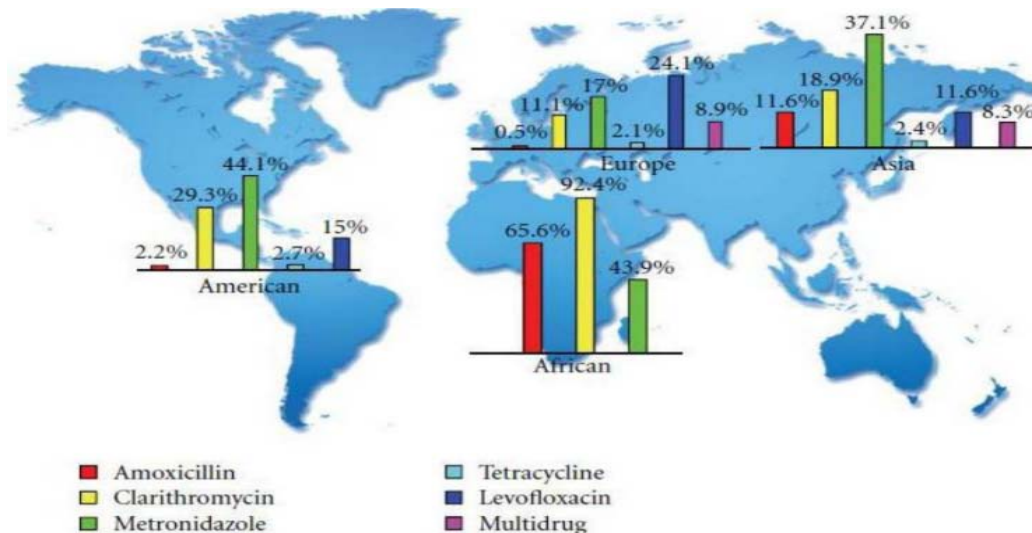 37.1%
24.1%
18.9%
17%
11.1%
11.6%
11.6%
8.9%
8.3%
0.5%
2.1%
2.4%
Europe
Asia
44.1%
92.4%
29.3%
65.6%
15%
2.2%
2.7%
43.9%
American
African
Amoxicillin
Clarithromycin
Metronidazole
Tetracycline
Levofloxacin
Multidrug